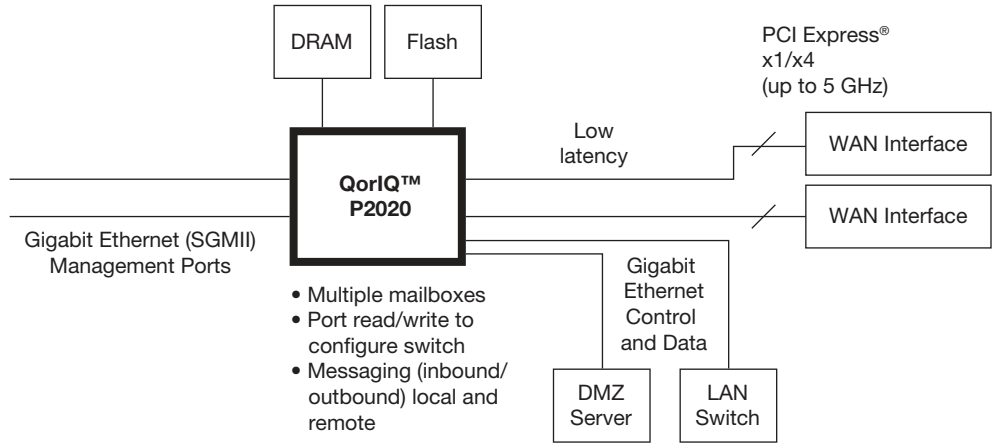 DRAM
Flash
PCI Express®
x1/x4
(up to 5 GHz)
Low
latency
WAN Interface
QorIQ™
P2020
WAN Interface
Gigabit Ethernet (SGMII)
Management Ports
Gigabit
Ethernet
Control
and Data
• Multiple mailboxes
• Port read/write to
configure switch
• Messaging (inbound/
outbound) local and
remote
DMZ
Server
LAN
Switch